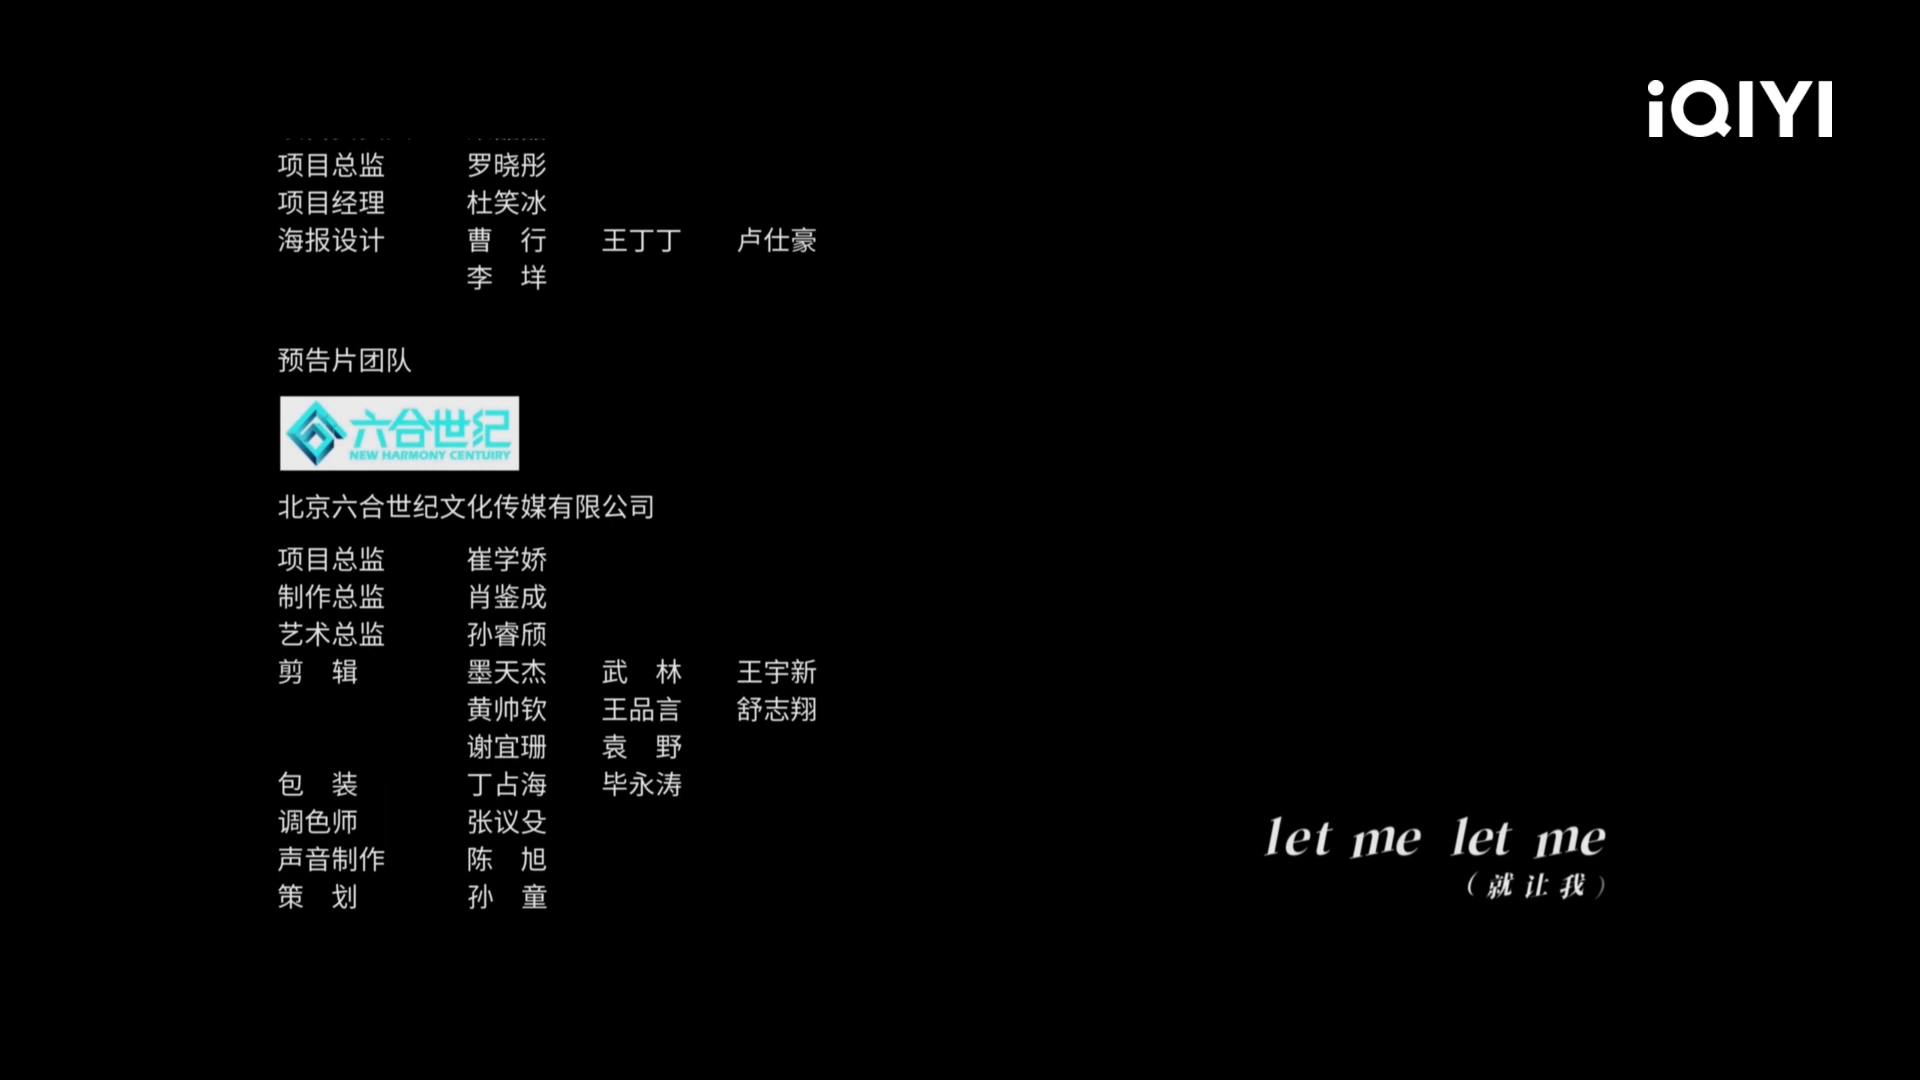 iQIYI
项目总监 罗晓彤
项目经理 杜笑冰
海报设计 曹 行 王丁丁 卢仕豪
李 垟
预告片团队
六合世纪
NEW HARMONY CENTUIRY
北京六合世纪文化传媒有限公司
项目总监 崔学娇
制作总监 肖鉴成
艺术总监 孙睿颀
剪 辑 墨天杰 武 林 王宇新
黄帅钦 王品言 舒志翔
谢宜珊 袁 野
包 装 丁占海 毕永涛
调色师 张议殳
声音制作 陈 旭
策 划 孙 童
let me let me
（就让我）